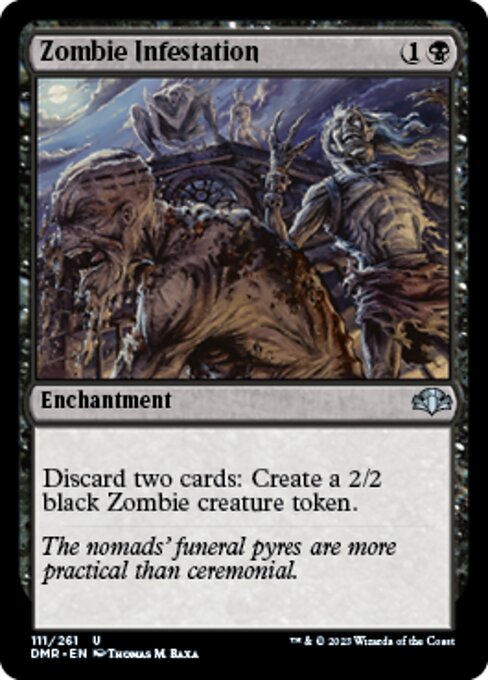 Zombie Infestation 1
Enchantment
Discard two cards: Create a 2/2
black Zombie creature token.
The nomads' funeral pyres are more
practical than ceremonial.
111/261 U
DMR • EN Thomas M. Baxa
™ & © 2023 Wizards of the Coast